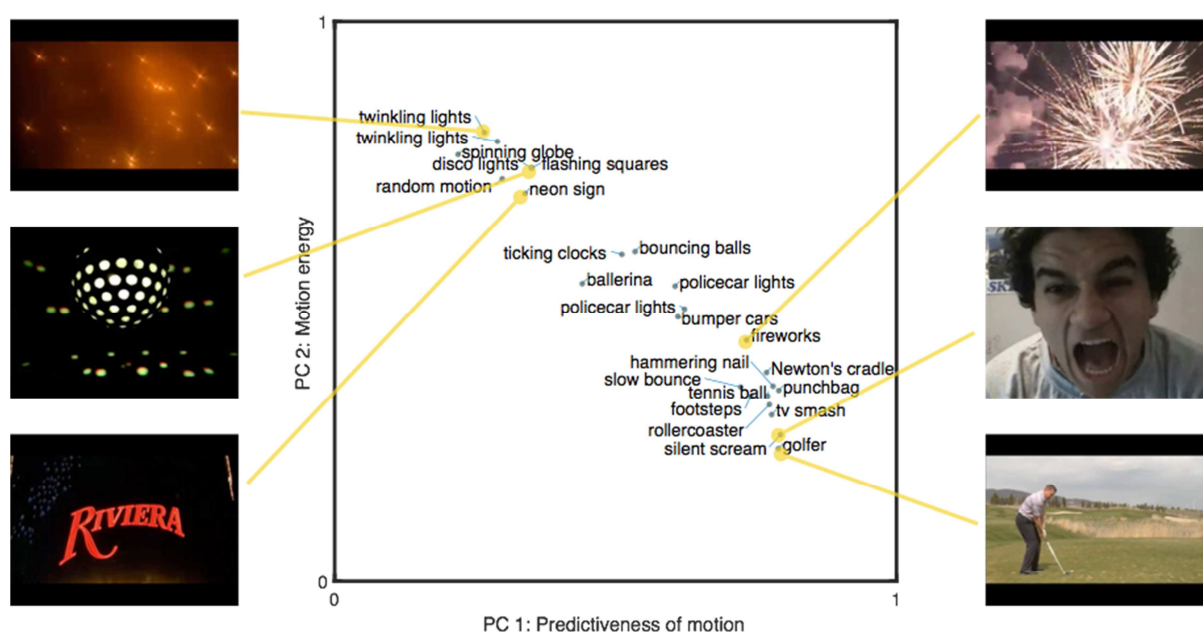 1
twinkling lights
twinkling lights
spinning globe
disco lights
flashing squares
random motion
neon sign
ticking clocks
bouncing balls
ballerina
policecar lights
policecar lights
bumper cars
fireworks
hammering nail
Newton's cradle
slow bounce
punchbag
tennis ball
footsteps
tv smash
rollercoaster
silent scream
golfer
PC 2: Motion energy
0
0
1
PC 1: Predictiveness of motion
RIVIERA
SK